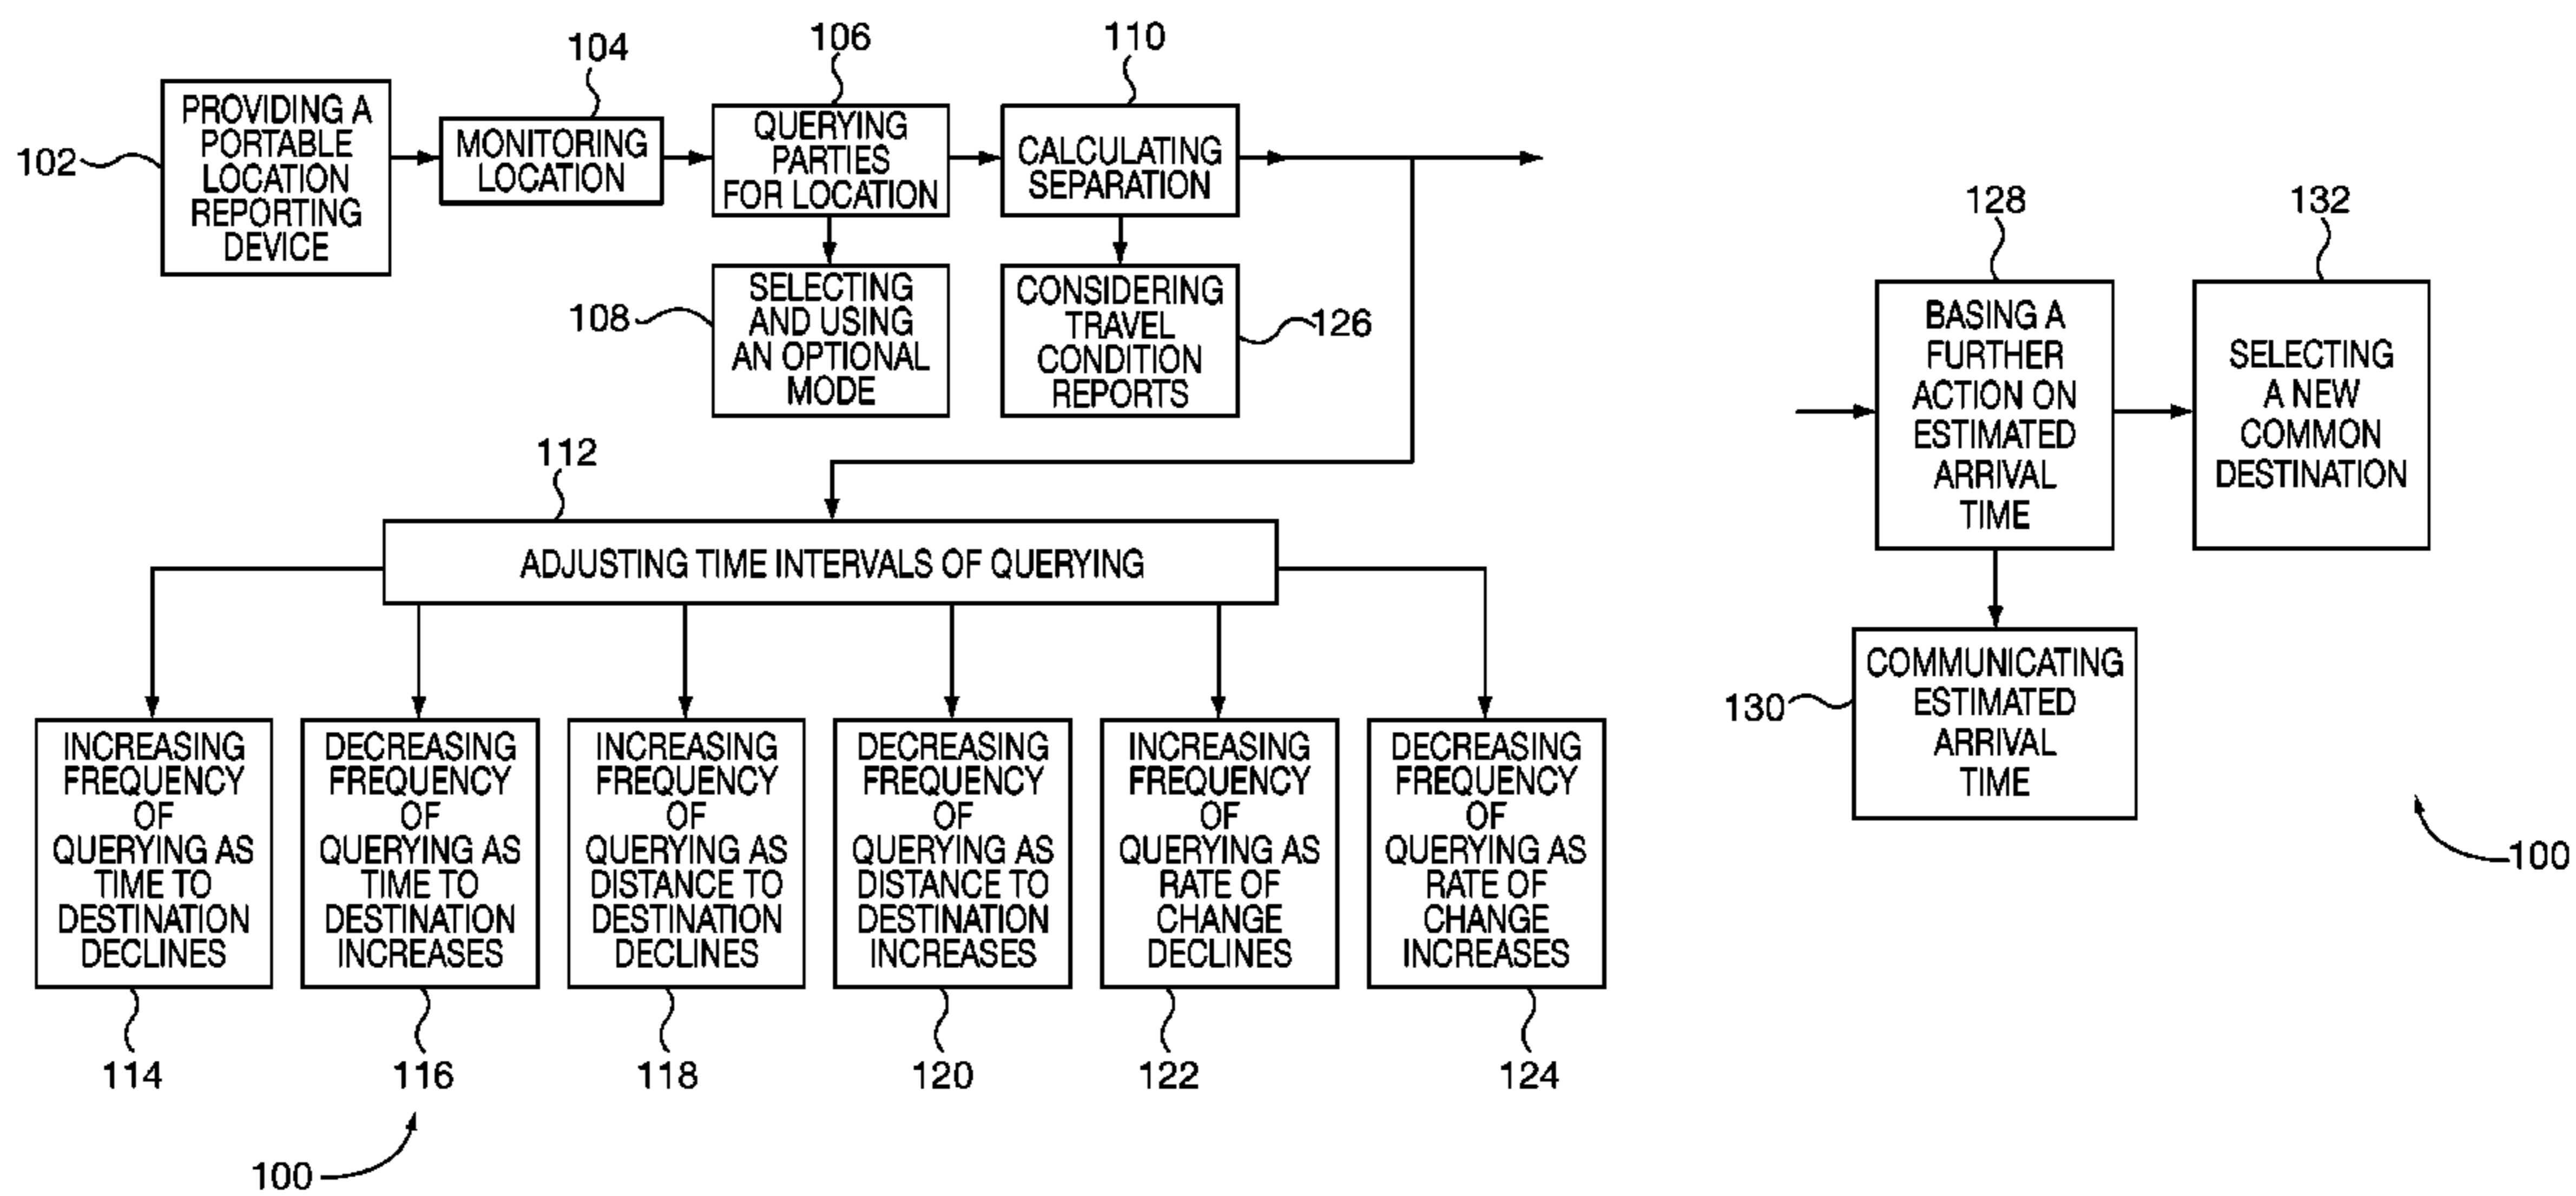 102
PROVIDING A
PORTABLE
LOCATION
REPORTING
DEVICE
104
MONITORING
LOCATION
106
QUERYING
PARTIES
FOR LOCATION
110
CALCULATING
SEPARATION
108
SELECTING
AND USING
AN OPTIONAL
MODE
CONSIDERING
TRAVEL
CONDITION
REPORTS
126
112
ADJUSTING TIME INTERVALS OF QUERYING
INCREASING
FREQUENCY
OF
QUERYING AS
TIME TO
DESTINATION
DECLINES
114
DECREASING
FREQUENCY
OF
QUERYING AS
TIME TO
DESTINATION
INCREASES
116
INCREASING
FREQUENCY
OF
QUERYING AS
DISTANCE TO
DESTINATION
DECLINES
118
DECREASING
FREQUENCY
OF
QUERYING AS
DISTANCE TO
DESTINATION
INCREASES
120
INCREASING
FREQUENCY
OF
QUERYING AS
RATE OF
CHANGE
DECLINES
122
DECREASING
FREQUENCY
OF
QUERYING AS
RATE OF
CHANGE
INCREASES
124
100
128
BASING A
FURTHER
ACTION ON
ESTIMATED
ARRIVAL
TIME
132
SELECTING
A NEW
COMMON
DESTINATION
130
COMMUNICATING
ESTIMATED
ARRIVAL
TIME
100